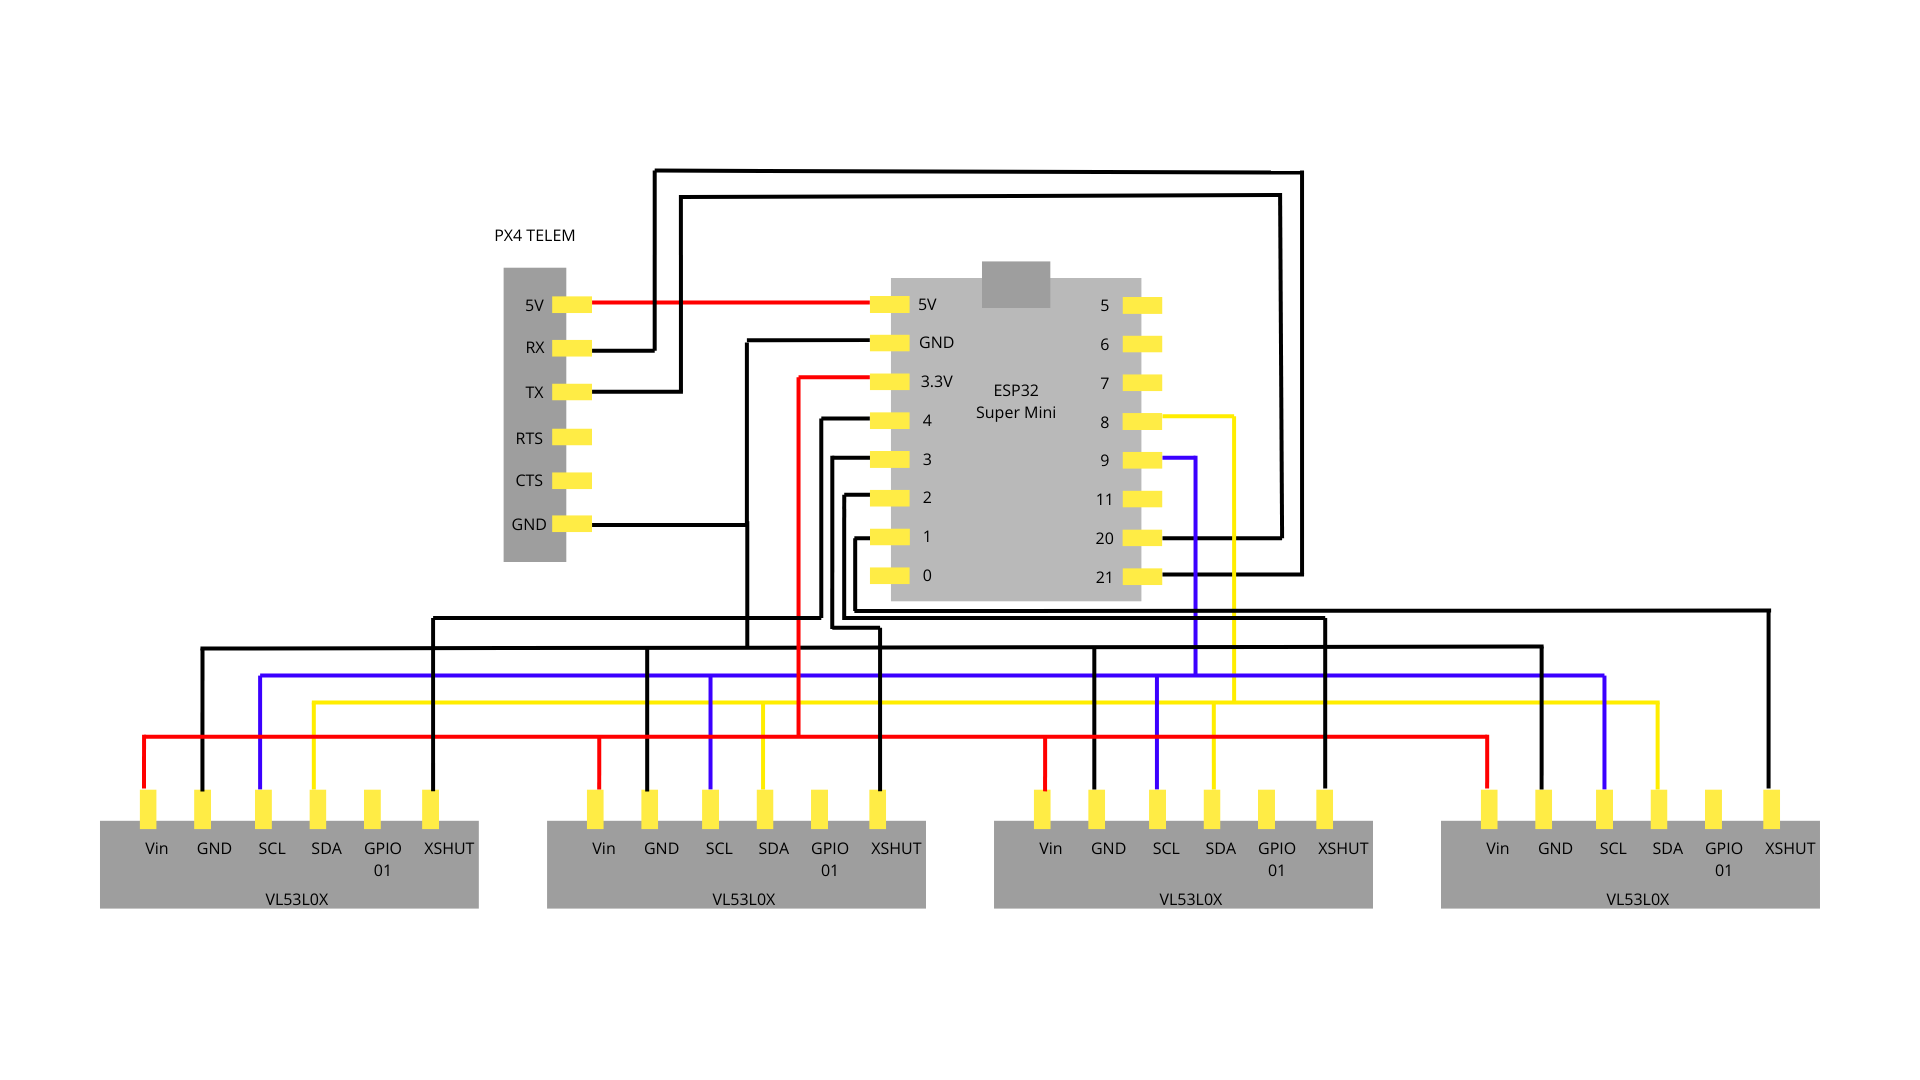 PX4 TELEM
5V
RX
TX
RTS
CTS
GND
5V
GND
3.3V
4
3
2
1
0
ESP32
Super Mini
5
6
7
8
9
11
20
21
Vin GND SCL SDA GPIO XSHUT
01
VL53L0X
Vin GND SCL SDA GPIO XSHUT
01
VL53L0X
Vin GND SCL SDA GPIO XSHUT
01
VL53L0X
Vin GND SCL SDA GPIO XSHUT
01
VL53L0X